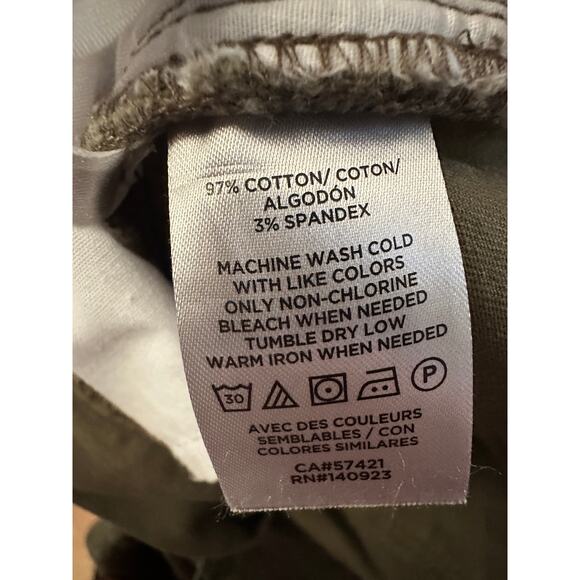 97% COTTON/ COTON/
ALGODÓN
3% SPANDEX
MACHINE WASH COLD
WITH LIKE COLORS
ONLY NON-CHLORINE
BLEACH WHEN NEEDED
TUMBLE DRY LOW
WARM IRON WHEN NEEDED
30 P
AVEC DES COULEURS
SEMBLABLES / CON
COLORES SIMILARES
CA#57421
RN#140923